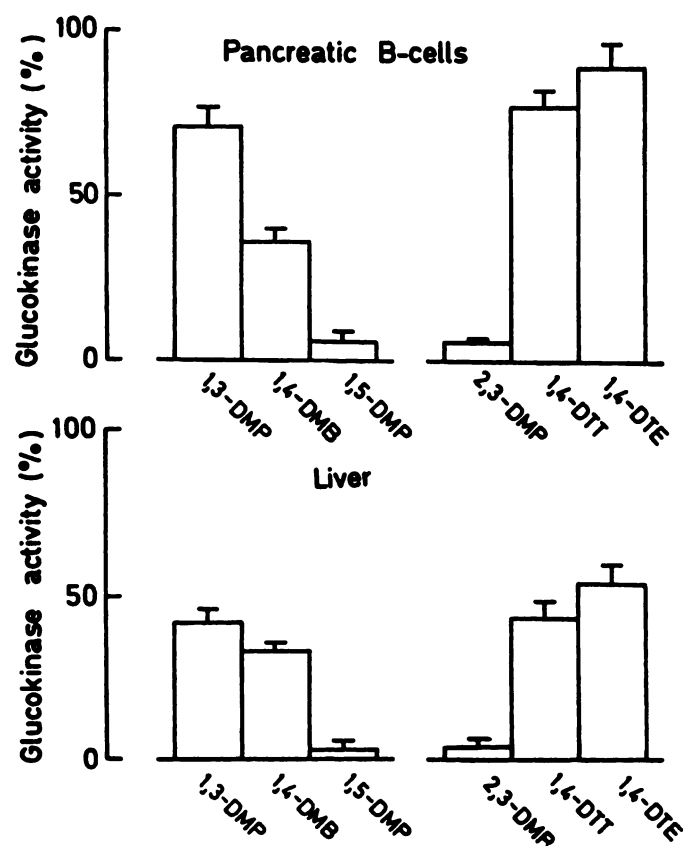 Pancreatic B-cells
Glucokinase activity (%)
100
50
0
1,3-DMP
1,4-DMB
1,5-DMP
2,3-DMP
1,4-DTT
1,4-DTE
Liver
Glucokinase activity (%)
100
50
0
1,3-DMP
1,4-DMB
1,5-DMP
2,3-DMP
1,4-DTT
1,4-DTE